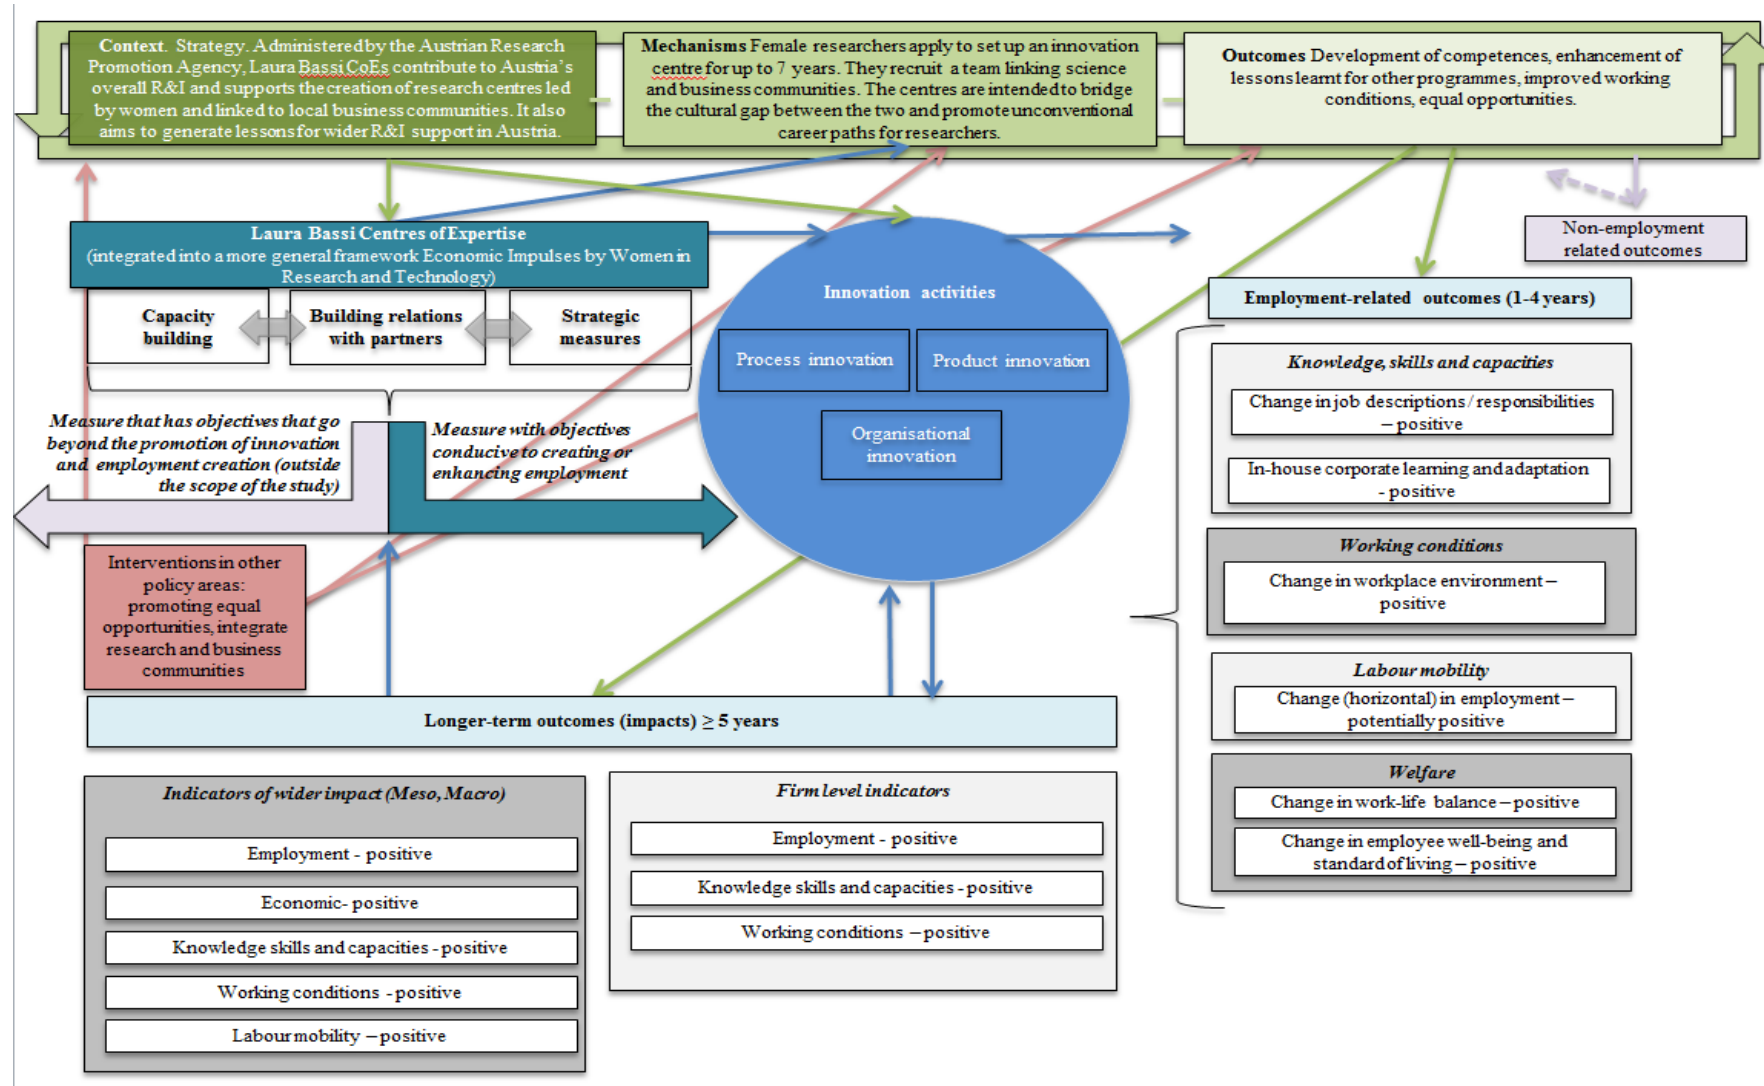 Context. Strategy. Administered by the Austrian Research
Promotion Agency, Laura Bassi CoEs contribute to Austria's
overall R&I and supports the creation of research centres led
by women and linked to local business communities. It also
aims to generate lessons for wider R&I support in Austria.
Mechanisms Female researchers apply to set up an innovation
centre for up to 7 years. They recruit a team linking science
and business communities. The centres are intended to bridge
the cultural gap between the two and promote unconventional
career paths for researchers.
Outcomes Development of competences, enhancement of
lessons learnt for other programmes, improved working
conditions, equal opportunities.
Laura Bassi Centres of Expertise
(integrated into a more general framework Economic Impulses by Women in
Research and Technology)
Non-employment
related outcomes
Capacity
building
Building relations
with partners
Strategic
measures
Innovation activities
Process innovation
Product innovation
Organisational
innovation
Employment-related outcomes (1-4 years)
Measure that has objectives that go
beyond the promotion of innovation
and employment creation (outside
the scope of the study)
Measure with objectives
conducive to creating or
enhancing employment
Knowledge, skills and capacities
Change in job descriptions / responsibilities
– positive
In-house corporate learning and adaptation
- positive
Working conditions
Change in workplace environment –
positive
Labour mobility
Change (horizontal) in employment –
potentially positive
Welfare
Change in work-life balance – positive
Change in employee well-being and
standard of living – positive
Interventions in other
policy areas:
promoting equal
opportunities, integrate
research and business
communities
Longer-term outcomes (impacts) ≥ 5 years
Indicators of wider impact (Meso, Macro)
Employment - positive
Economic- positive
Knowledge skills and capacities - positive
Working conditions - positive
Labour mobility – positive
Firm level indicators
Employment - positive
Knowledge skills and capacities - positive
Working conditions – positive